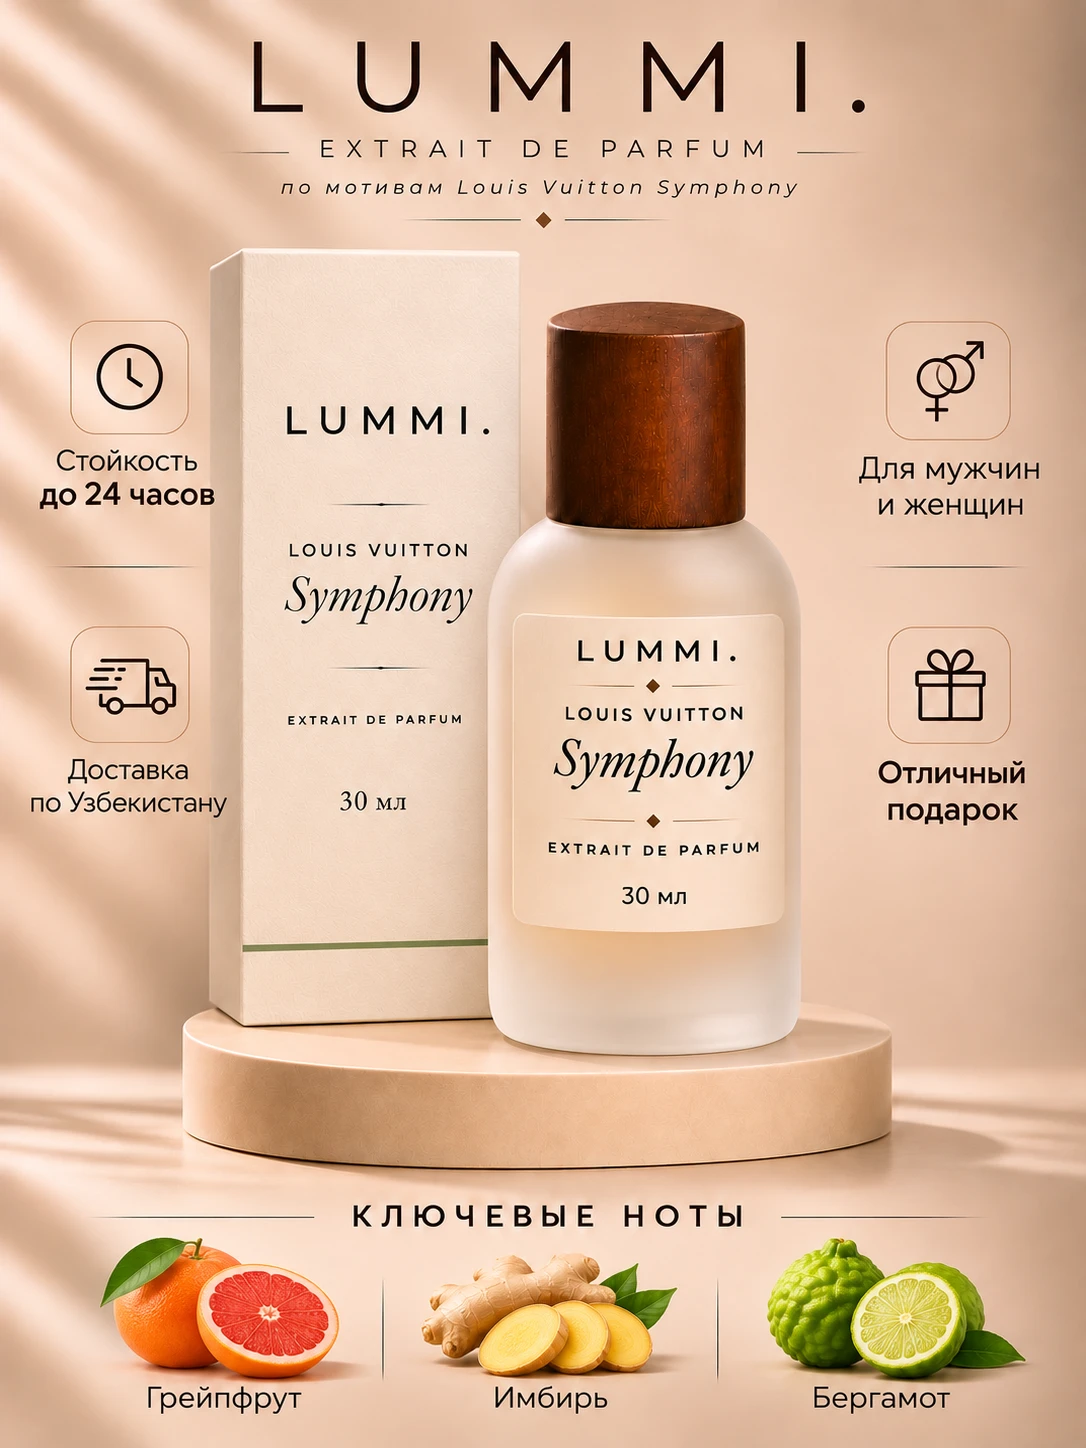 LUMMI.
EXTRAIT DE PARFUM
по мотивам Louis Vuitton Symphony
Стойкость
до 24 часов
Доставка
по Узбекистану
LUMMI.
LOUIS VUITTON
Symphony
EXTRAIT DE PARFUM
30 мл
LUMMI.
LOUIS VUITTON
Symphony
EXTRAIT DE PARFUM
30 мл
Для мужчин
и женщин
Отличный
подарок
КЛЮЧЕВЫЕ НОТЫ
Грейпфрут
Имбирь
Бергамот